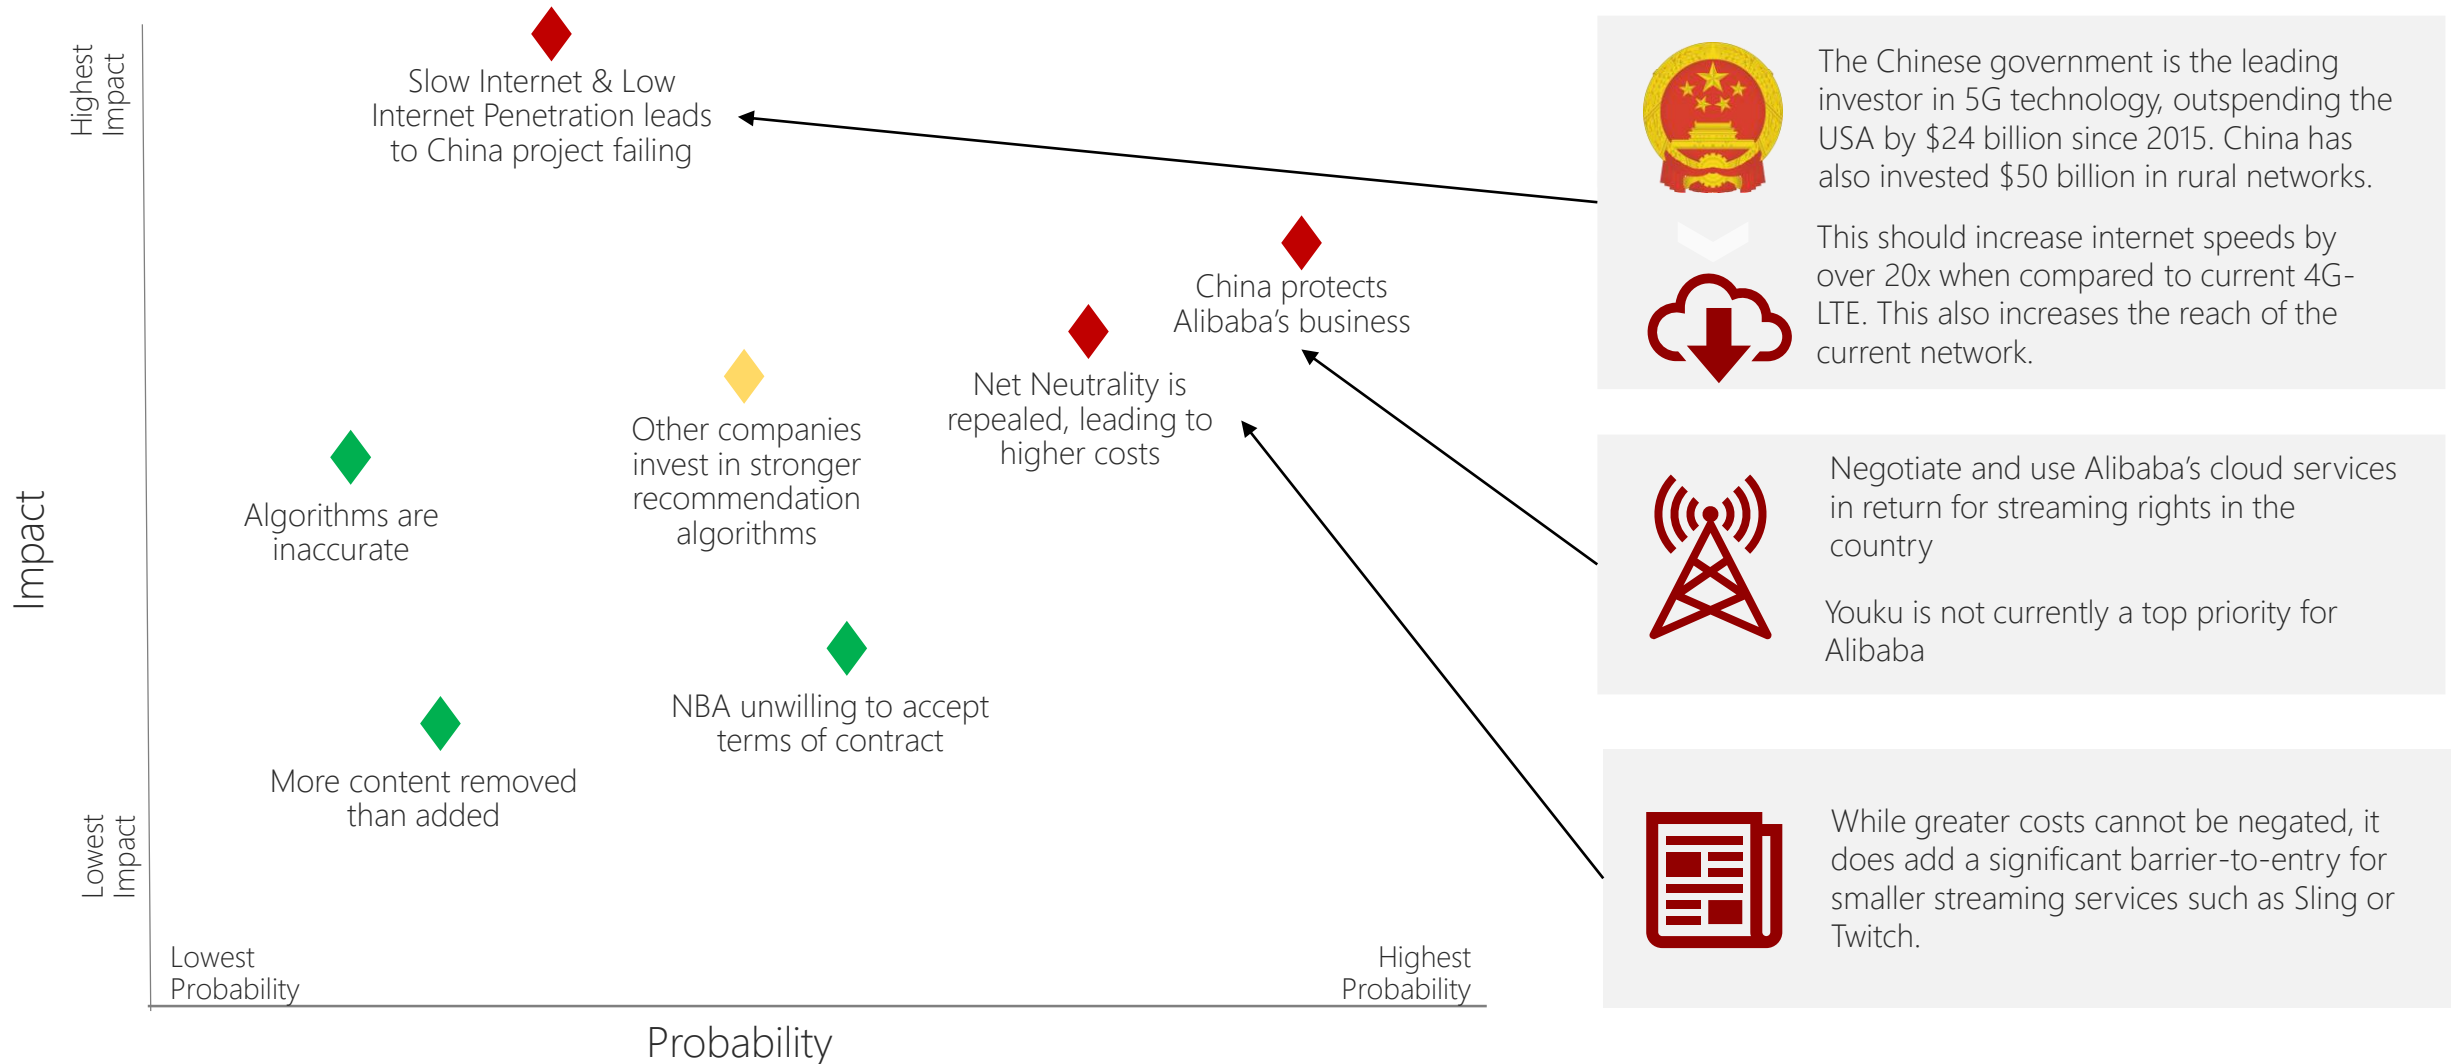 Highest
Impact
Slow Internet & Low
Internet Penetration leads
to China project failing
China protects
Alibaba's business
Net Neutrality is
repealed, leading to
higher costs
Other companies
invest in stronger
recommendation
algorithms
Algorithms are
inaccurate
NBA unwilling to accept
terms of contract
More content removed
than added
Impact
Lowest
Impact
Lowest
Probability
Highest
Probability
Probability
The Chinese government is the leading
investor in 5G technology, outspending the
USA by $24 billion since 2015. China has
also invested $50 billion in rural networks.
This should increase internet speeds by
over 20x when compared to current 4G-
LTE. This also increases the reach of the
current network.
Negotiate and use Alibaba's cloud services
in return for streaming rights in the
country
Youku is not currently a top priority for
Alibaba
While greater costs cannot be negated, it
does add a significant barrier-to-entry for
smaller streaming services such as Sling or
Twitch.